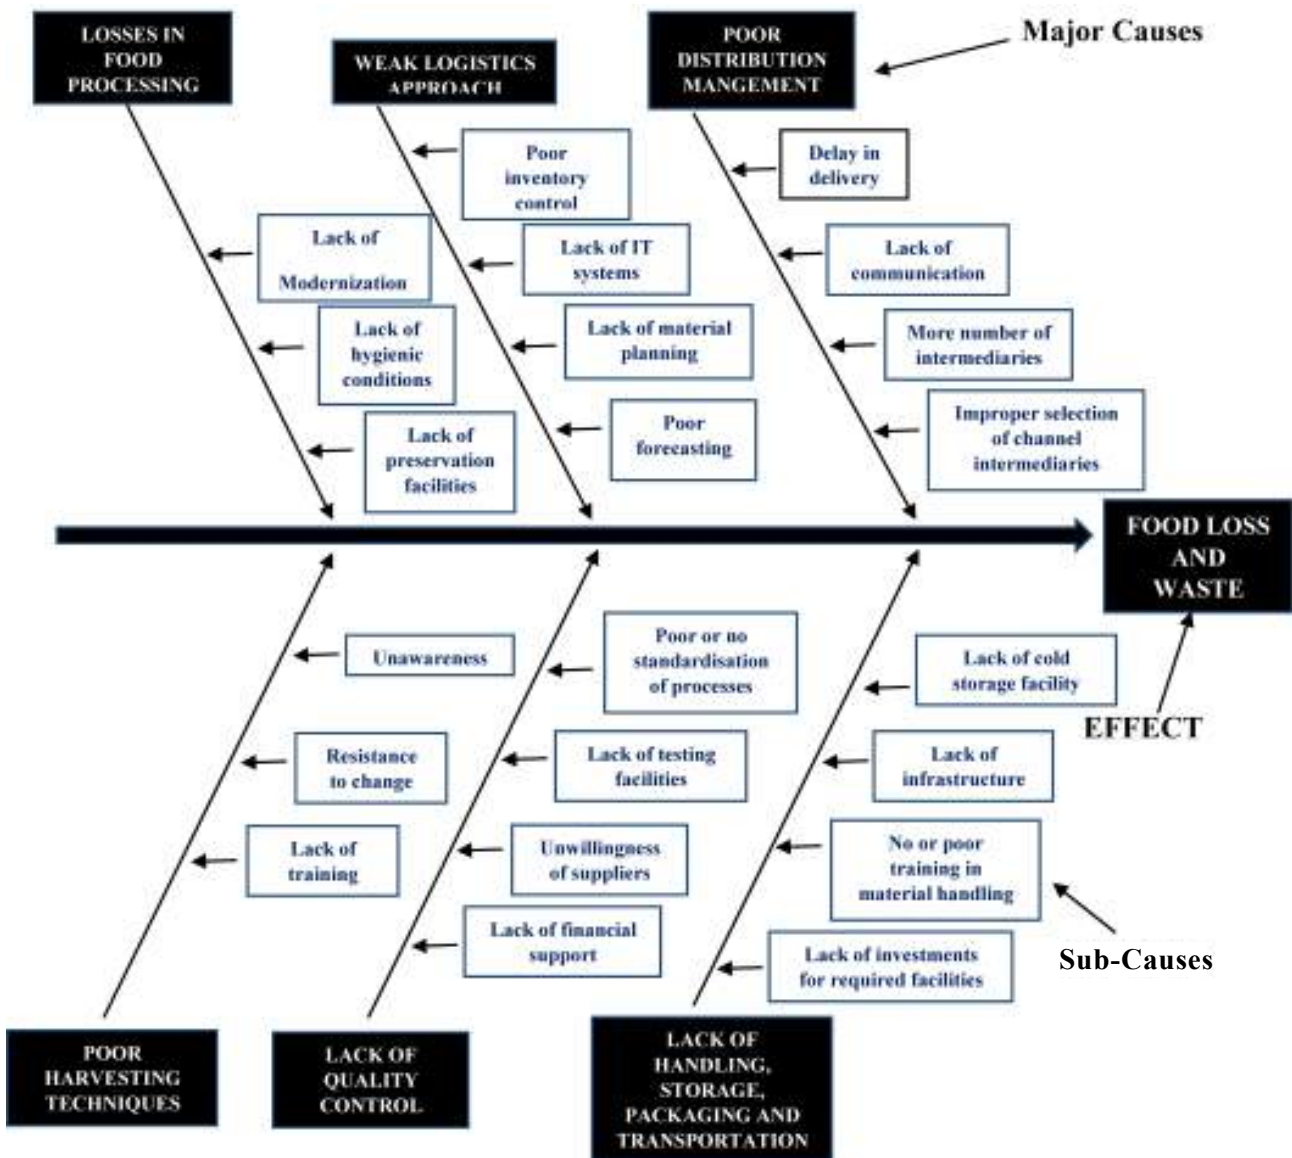 LOSSES IN
FOOD
PROCESSING
WEAK LOGISTICS
APPROACH
POOR
DISTRIBUTION
MANGEMENT
Major Causes
Poor
inventory
control
Delay in
delivery
Lack of
Modernization
Lack of IT
systems
Lack of
communication
Lack of
hygienic
conditions
Lack of material
planning
More number of
intermediaries
Lack of
preservation
facilities
Poor
forecasting
Improper selection
of channel
intermediaries
FOOD LOSS
AND
WASTE
EFFECT
Unawareness
Poor or no
standardisation
of processes
Lack of cold
storage facility
Resistance
to change
Lack of testing
facilities
Lack of
infrastructure
Lack of
training
Unwillingness
of suppliers
No or poor
training in
material handling
Lack of financial
support
Lack of investments
for required facilities
Sub-Causes
POOR
HARVESTING
TECHNIQUES
LACK OF
QUALITY
CONTROL
LACK OF
HANDLING,
STORAGE,
PACKAGING AND
TRANSPORTATION